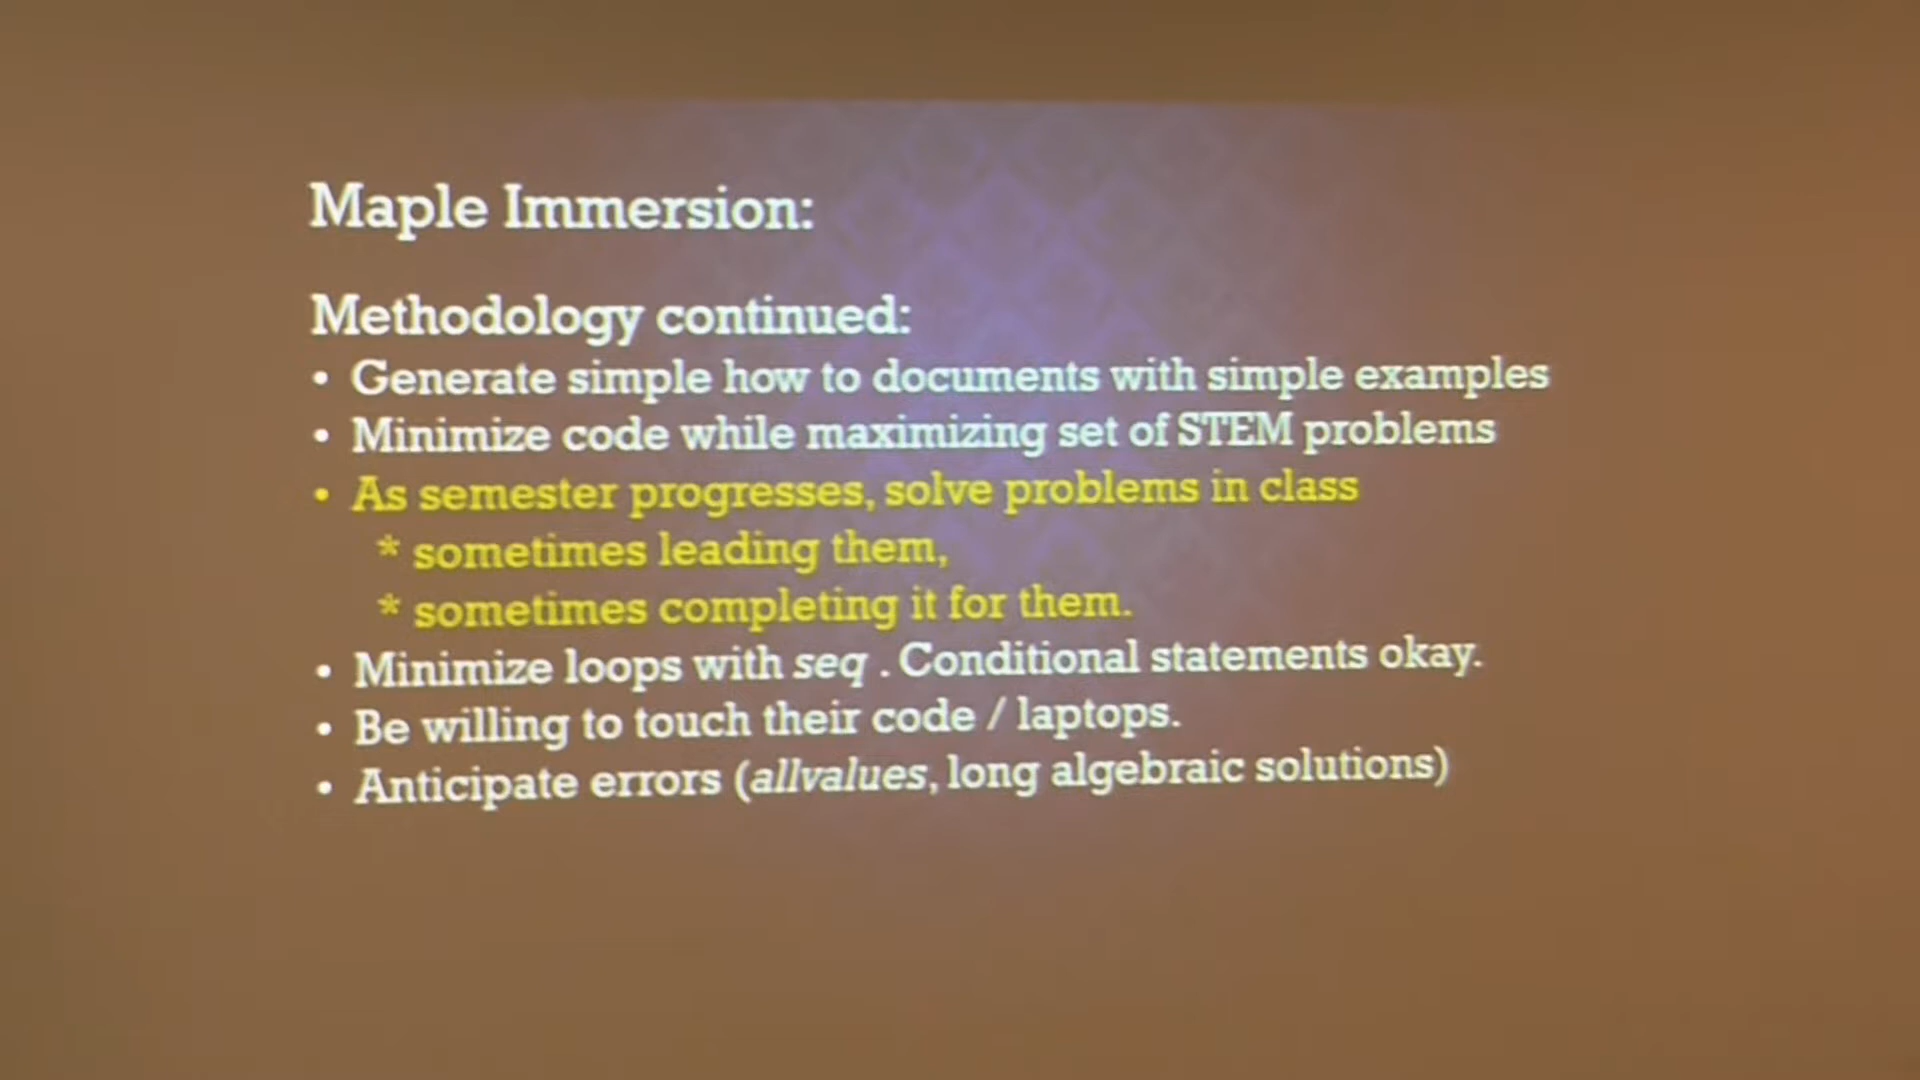 Maple Immersion:
Methodology continued:
• Generate simple how to documents with simple examples
• Minimize code while maximizing set of STEM problems
• As semester progresses, solve problems in class
* sometimes leading them,
* sometimes completing it for them.
• Minimize loops with seq . Conditional statements okay.
• Be willing to touch their code / laptops.
• Anticipate errors (allvalues, long algebraic solutions)